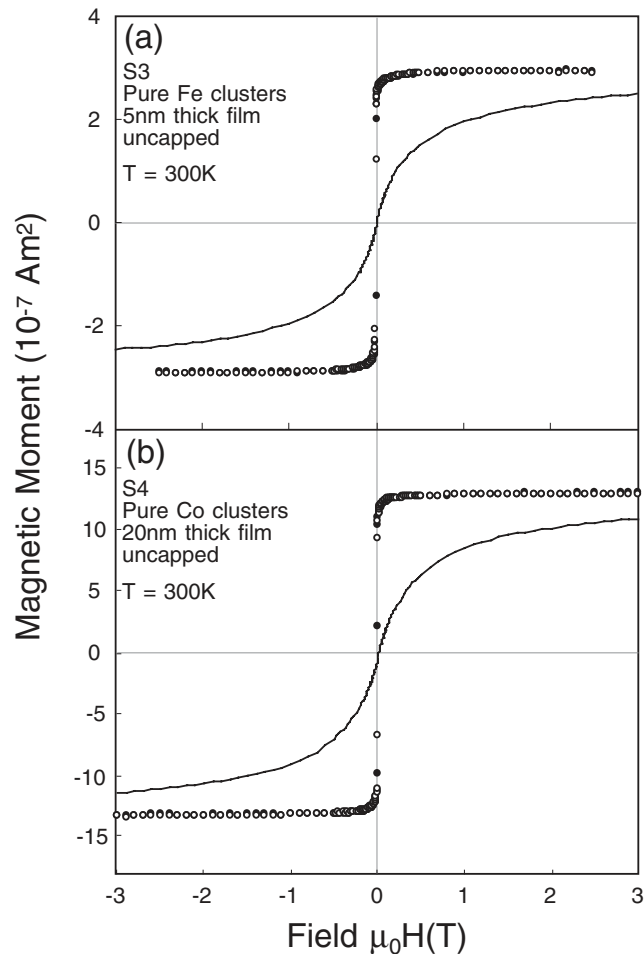 (a)
S3
Pure Fe clusters
5nm thick film
uncapped
T = 300K
4
2
0
-2
-4
(b)
S4
Pure Co clusters
20nm thick film
uncapped
T = 300K
15
10
5
0
-5
-10
-15
-3
-2
-1
0
1
2
3
Magnetic Moment (10⁻⁷ Am²)
Field μ₀H(T)